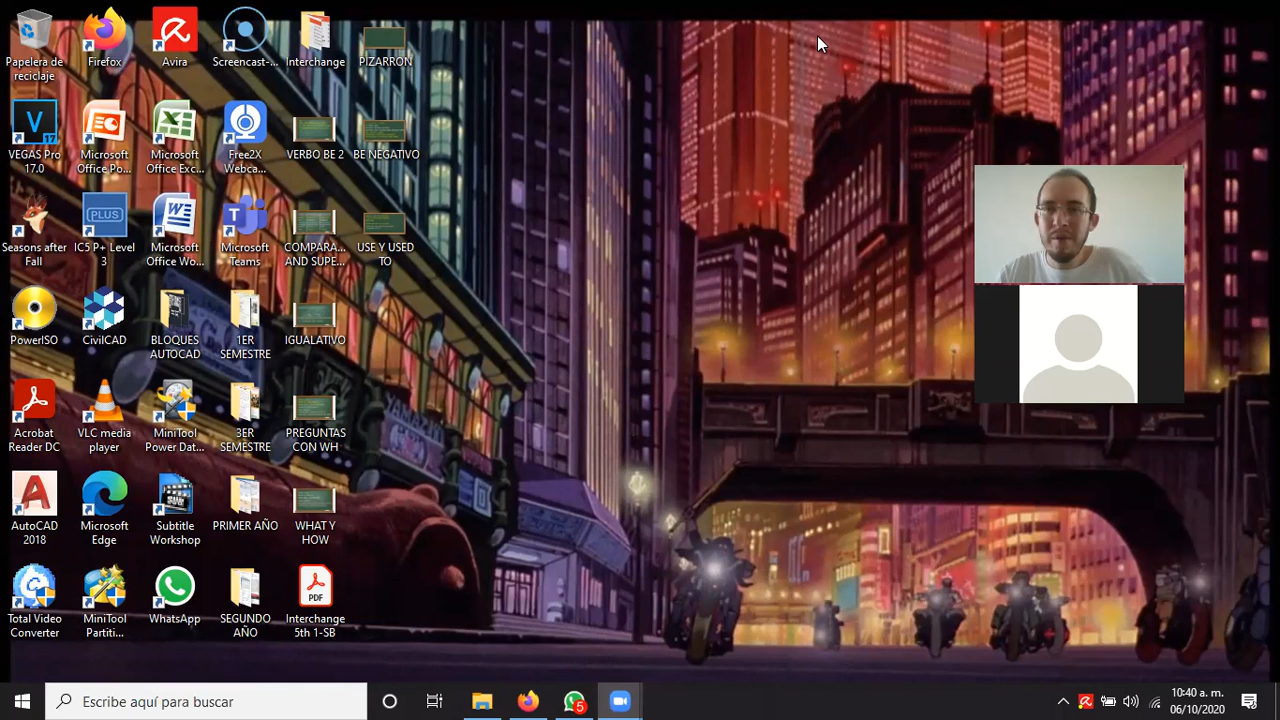 Papelera de
reciclaje
Firefox
Avira
Screencast-...
Interchange
PIZARRON
V
17
VEGAS Pro
17.0
Microsoft
Office Po...
Microsoft
Office Exc...
Free2X
Webca...
VERBO BE 2
BE NEGATIVO
Seasons after
Fall
PLUS
IC5 P+ Level
3
Microsoft
Office Wo...
Microsoft
Teams
COMPARA...
AND SUPE...
USE Y USED
TO
PowerISO
CivilCAD
BLOQUES
AUTOCAD
1ER
SEMESTRE
IGUALATIVO
Acrobat
Reader DC
VLC media
player
MiniTool
Power Dat...
3ER
SEMESTRE
PREGUNTAS
CON WH
AutoCAD
2018
Microsoft
Edge
Subtitle
Workshop
PRIMER AÑO
WHAT Y
HOW
Total Video
Converter
MiniTool
Partiti...
WhatsApp
SEGUNDO
AÑO
PDF
Interchange
5th 1-SB
Escribe aquí para buscar
5
10:40 a. m.
06/10/2020